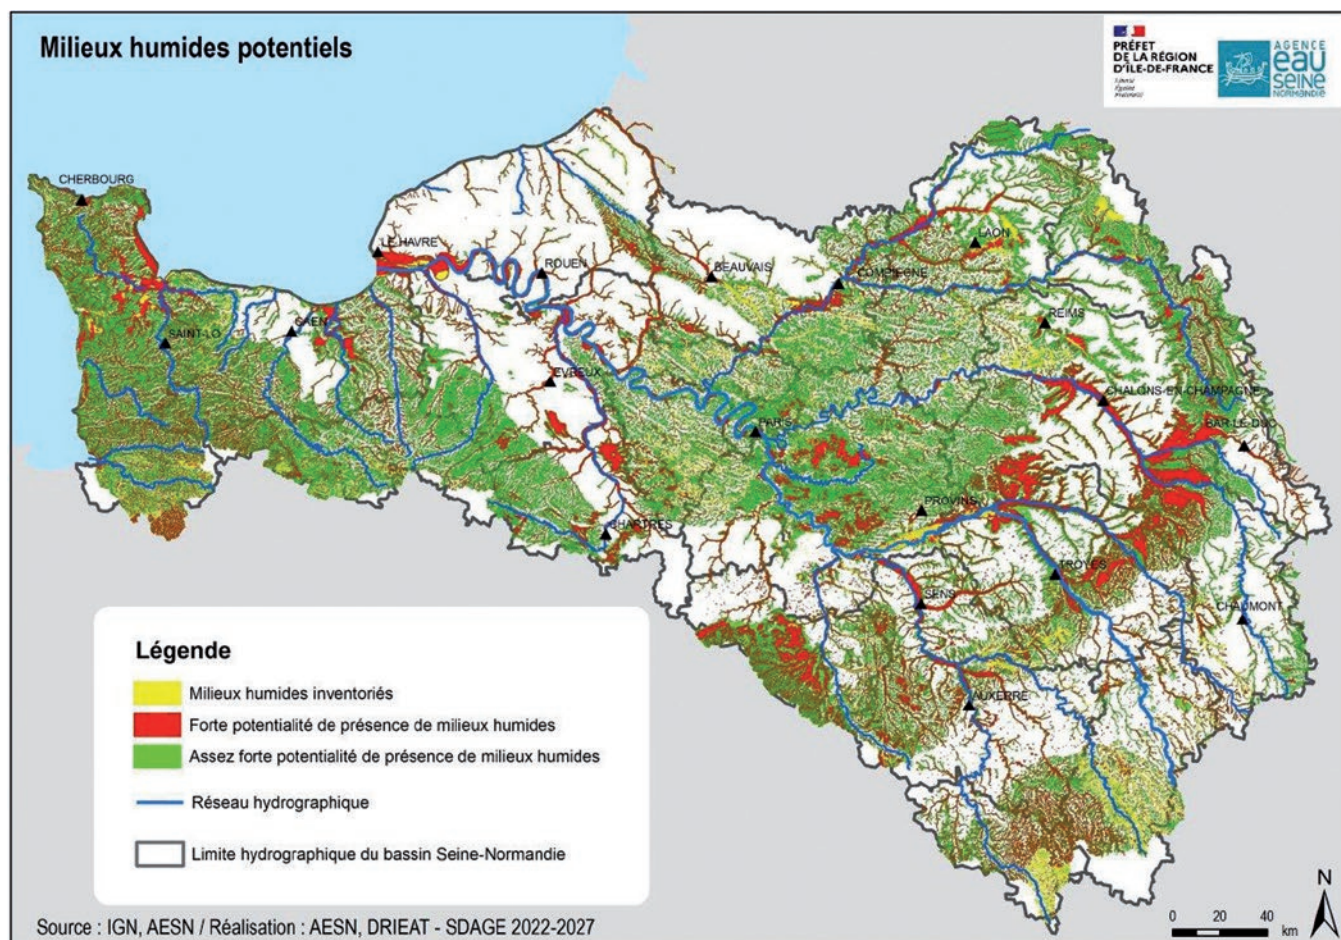 Milieux humides potentiels
PRÉFET
DE LA RÉGION
D'ÎLE-DE-FRANCE
Liberté
Égalité
Fraternité
AGENCE
eau
SEINE
NORMANDIE
CHERBOURG
LE HAVRE
ROUEN
BEAUVAIS
LAON
COMPIEGNE
SAINT-LO
CAEN
REIMS
EVREUX
CHALONS-EN-CHAMPAGNE
PARIS
BAR-LE-DUC
PROVINS
CHARTRES
TROYES
SENS
CHAUMONT
AUXERRE
Légende
Milieux humides inventoriés
Forte potentialité de présence de milieux humides
Assez forte potentialité de présence de milieux humides
Réseau hydrographique
Limite hydrographique du bassin Seine-Normandie
Source : IGN, AESN / Réalisation : AESN, DRIEAT - SDAGE 2022-2027
N
0 20 40
km